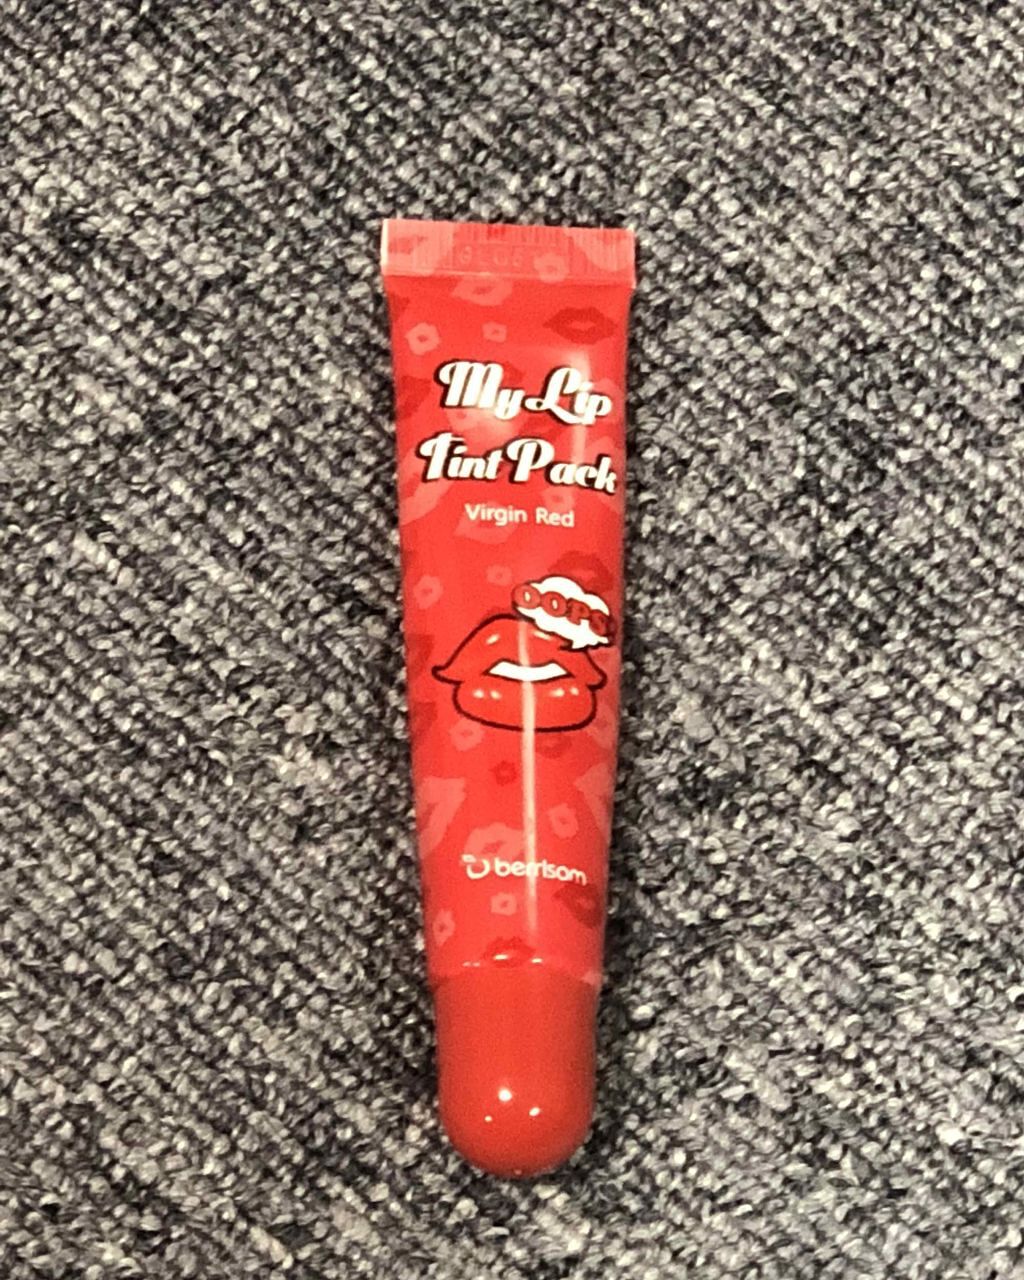 My Lip
Tint Pack
Virgin Red
OOPS!
berrisom